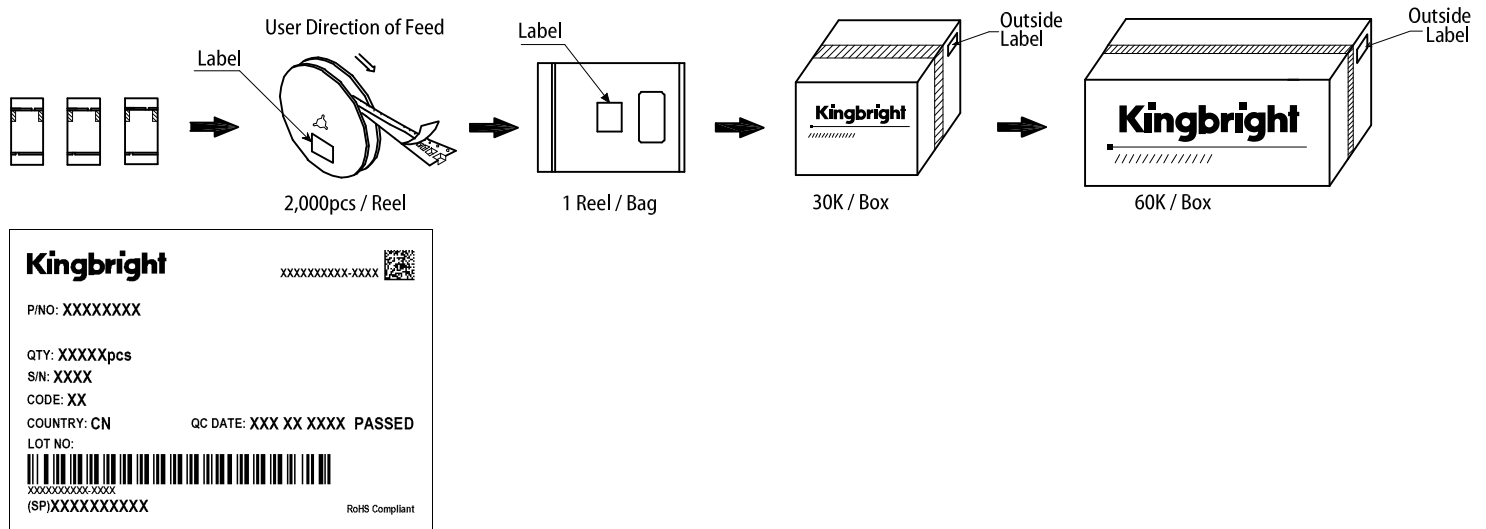 User Direction of Feed
Label
2,000pcs / Reel
Label
1 Reel / Bag
Outside
Label
Kingbright
30K / Box
Outside
Label
Kingbright
60K / Box
Kingbright
XXXXXXXXXX-XXXX
P/NO: XXXXXXXX
QTY: XXXXXpcs
S/N: XXXX
CODE: XX
COUNTRY: CN QC DATE: XXX XX XXXX PASSED
LOT NO:
XXXXXXXXXX-XXXX
(SP)XXXXXXXXXX RoHS Compliant